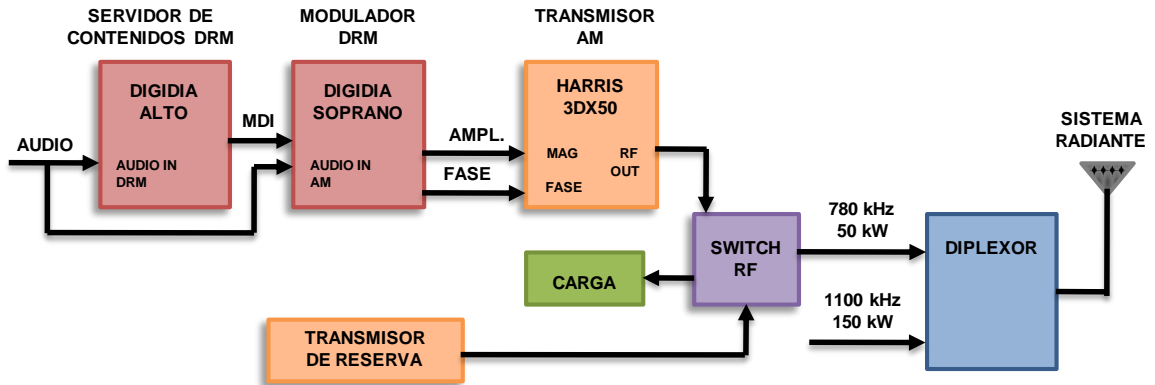 SERVIDOR DE
CONTENIDOS DRM
MODULADOR
DRM
TRANSMISOR
AM
DIGIDIA
ALTO
AUDIO IN
DRM
AUDIO
MDI
DIGIDIA
SOPRANO
AUDIO IN
AM
AMPL.
FASE
HARRIS
3DX50
MAG
FASE
RF
OUT
SISTEMA
RADIANTE
SWITCH
RF
CARGA
TRANSMISOR
DE RESERVA
780 kHz
50 kW
1100 kHz
150 kW
DIPLEXOR